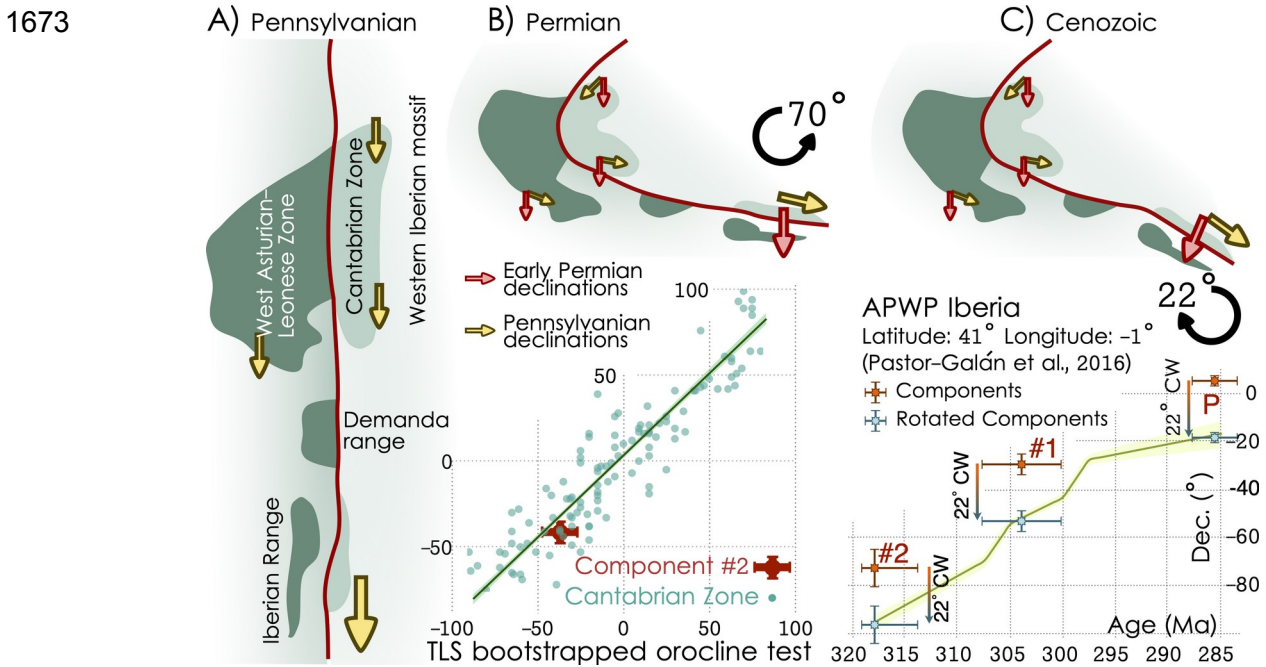 1673
A) Pennsylvanian
B) Permian
C) Cenozoic
West Asturian-
Leonese Zone
Cantabrian Zone
Western Iberian massif
Demanda
range
Iberian Range
70°
22°
Early Permian
declinations
Pennsylvanian
declinations
100
50
0
-50
-100 -50 0 50 100
Component #2
Cantabrian Zone
TLS bootstrapped orocline test
APWP Iberia
Latitude: 41° Longitude: -1°
(Pastor-Galán et al., 2016)
Components
Rotated Components
#2
#1
P
22° CW
22° CW
22° CW
0
-20
-40
-60
-80
Dec. (°)
Age (Ma)
320 315 310 305 300 295 290 285